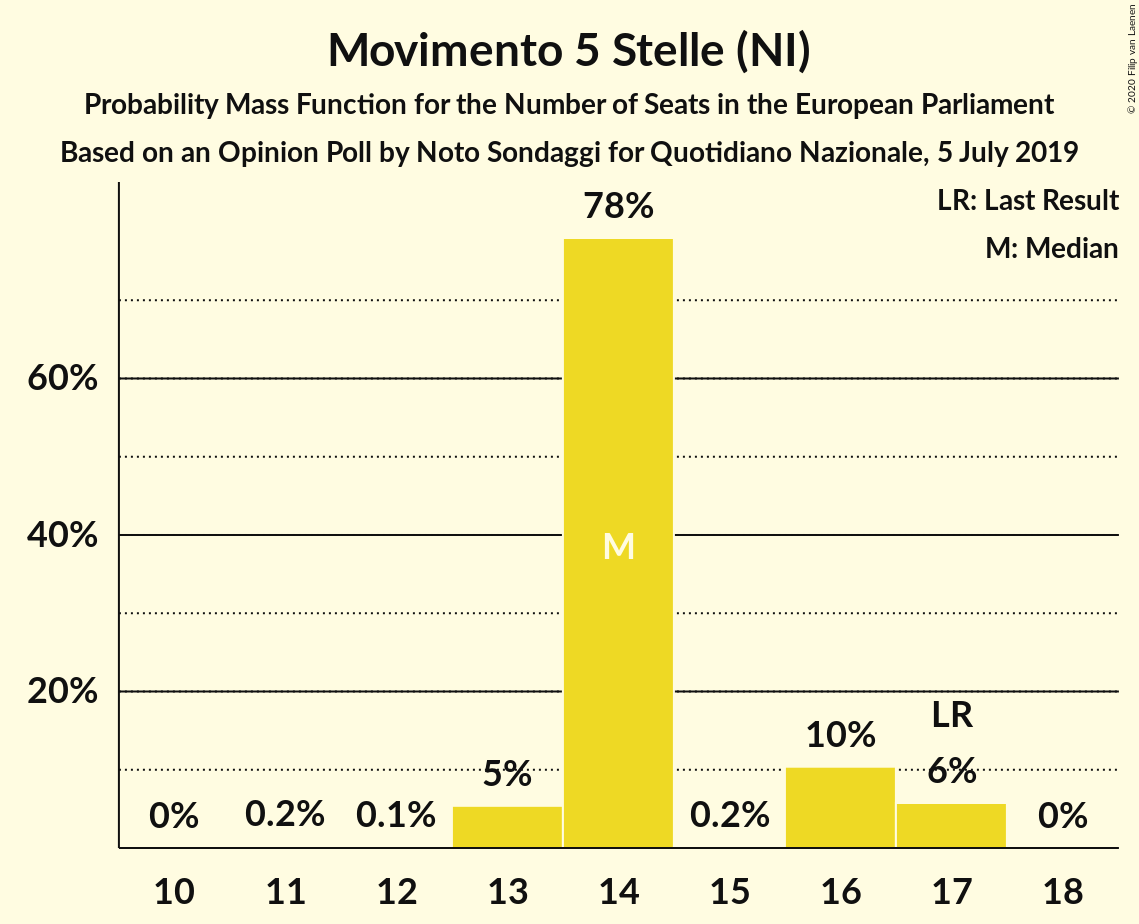 Movimento 5 Stelle (NI)
Probability Mass Function for the Number of Seats in the European Parliament
Based on an Opinion Poll by Noto Sondaggi for Quotidiano Nazionale, 5 July 2019
© 2020 Filip van Laenen
LR: Last Result
M: Median
78%
60%
40%
M
20%
LR
10%
5%
6%
0%
0.2%
0.1%
0.2%
0%
10 11 12 13 14 15 16 17 18